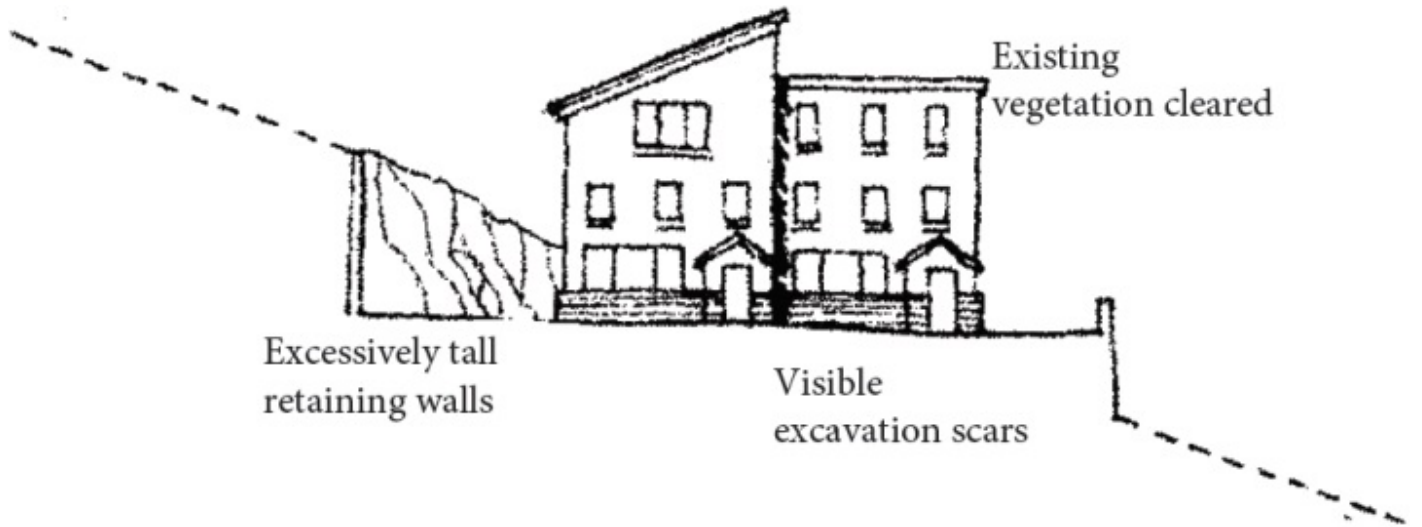 Existing
vegetation cleared
Excessively tall
retaining walls
Visible
excavation scars